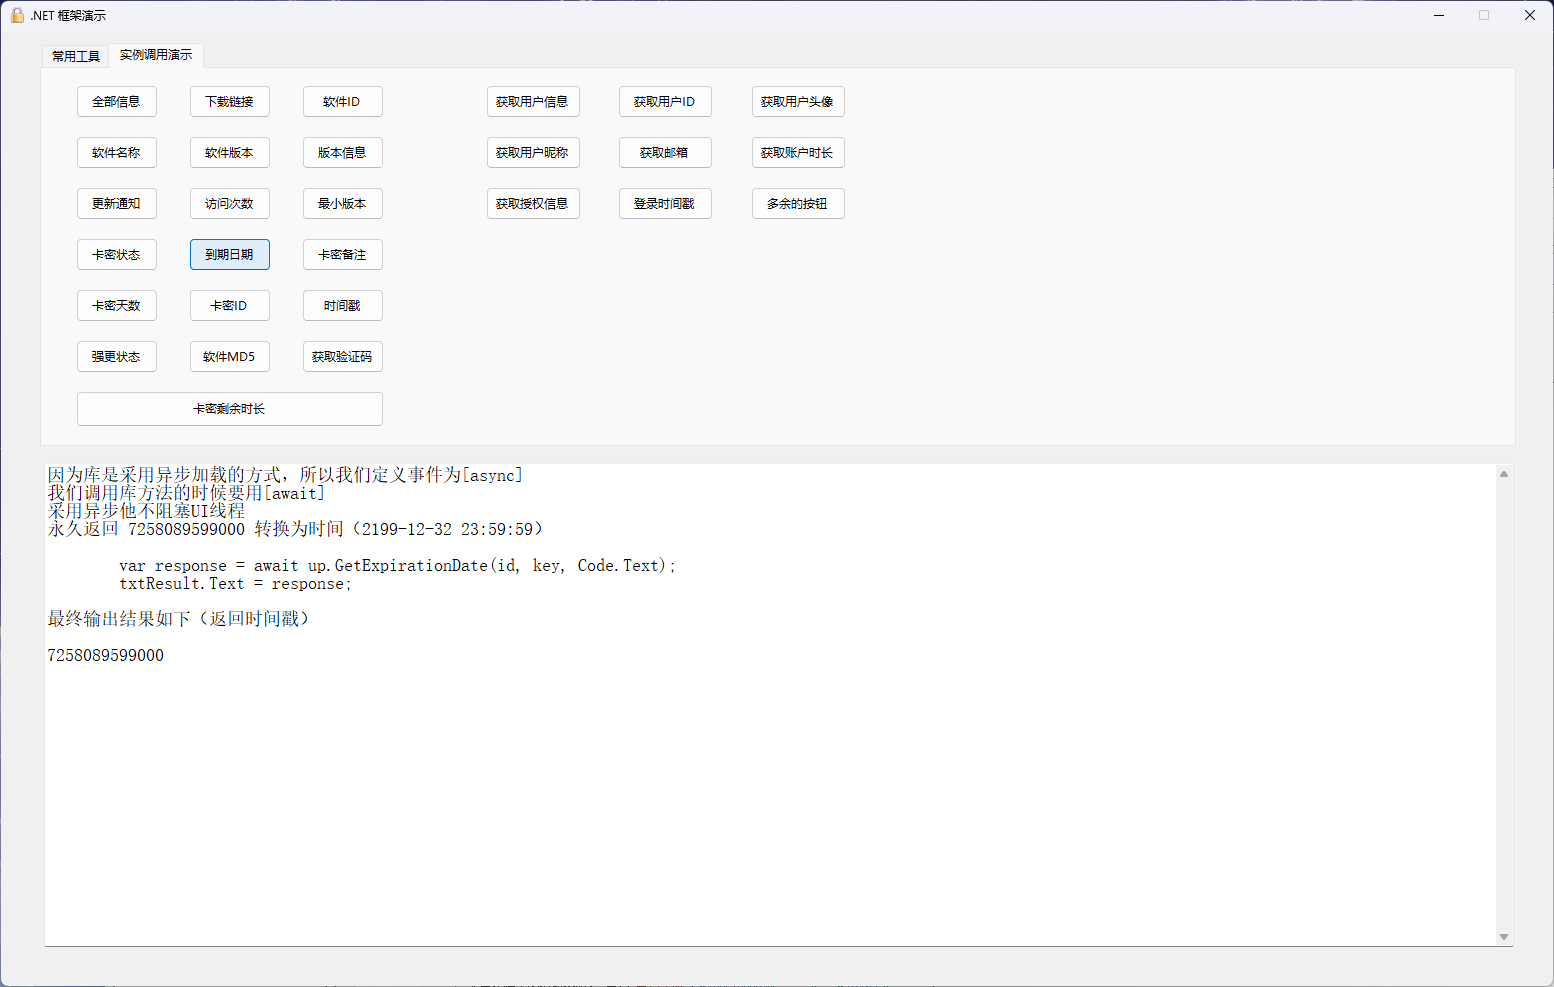 .NET 框架演示
常用工具 实例调用演示
全部信息 下载链接 软件ID 获取用户信息 获取用户ID 获取用户头像
软件名称 软件版本 版本信息 获取用户昵称 获取邮箱 获取账户时长
更新通知 访问次数 最小版本 获取授权信息 登录时间戳 多余的按钮
卡密状态 到期日期 卡密备注
卡密天数 卡密ID 时间戳
强更状态 软件MD5 获取验证码
卡密剩余时长
因为库是采用异步加载的方式，所以我们定义事件为[async]
我们调用库方法的时候要用[await]
采用异步他不阻塞UI线程
永久返回 7258089599000 转换为时间（2199-12-32 23:59:59）
var response = await up.GetExpirationDate(id, key, Code.Text);
txtResult.Text = response;
最终输出结果如下（返回时间戳）
7258089599000